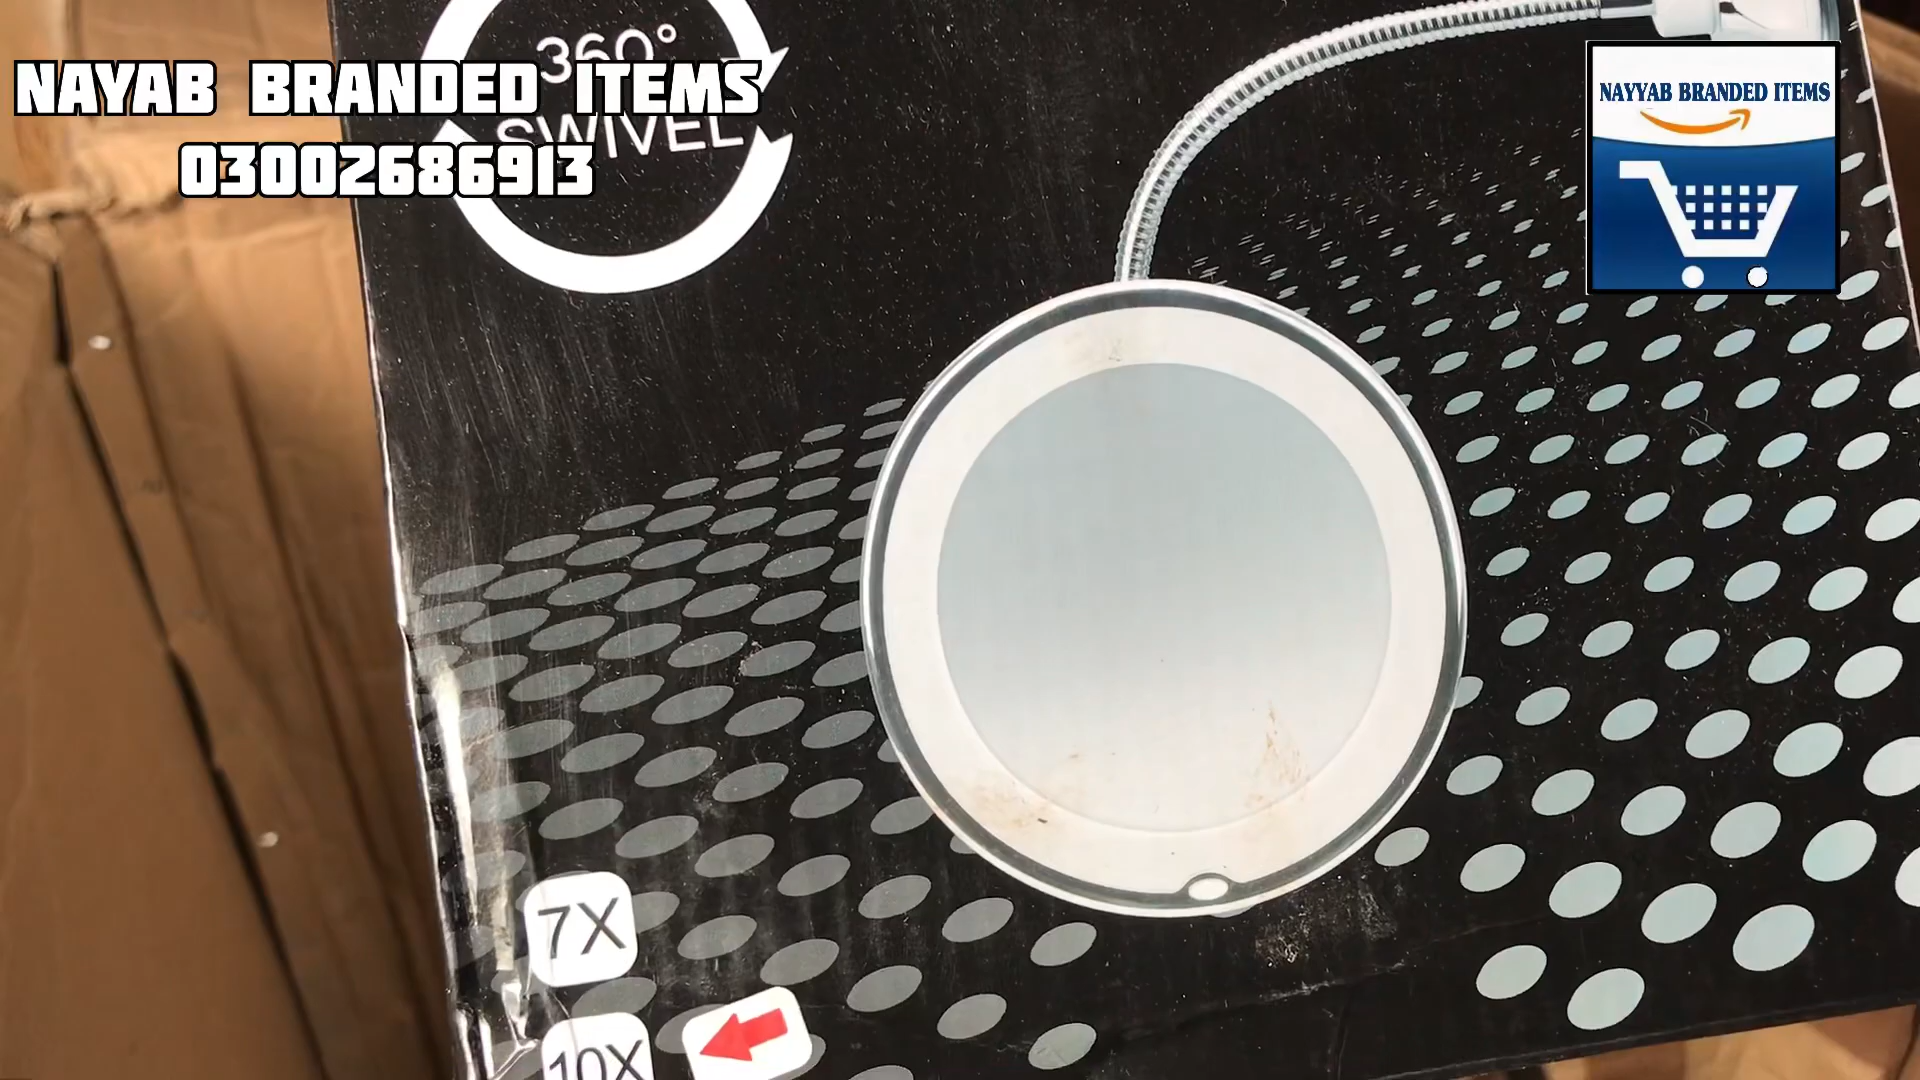 360°
SWIVEL
NAYAB BRANDED ITEMS
03002686913
NAYYAB BRANDED ITEMS
7X
10X